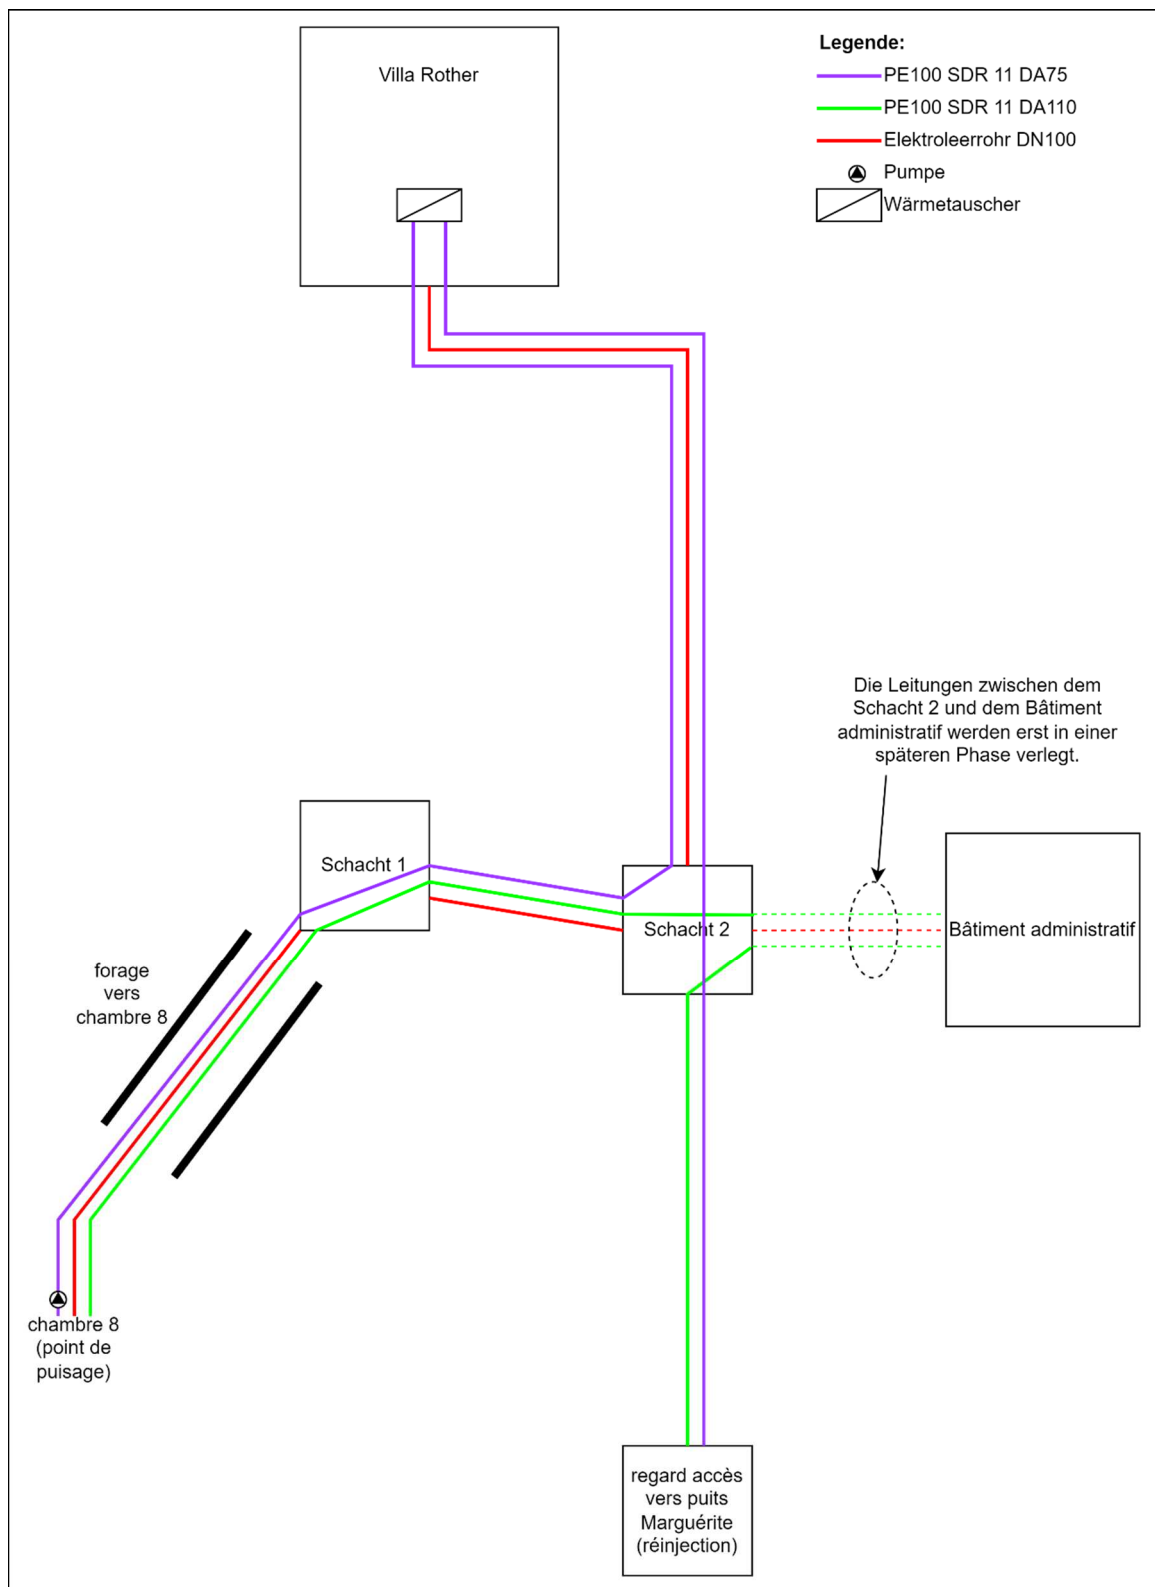 Villa Rother
Legende:
PE100 SDR 11 DA75
PE100 SDR 11 DA110
Elektroleerrohr DN100
Pumpe
Wärmetauscher
Die Leitungen zwischen dem
Schacht 2 und dem Bâtiment
administratif werden erst in einer
späteren Phase verlegt.
Schacht 1
Schacht 2
Bâtiment administratif
forage
vers
chambre 8
chambre 8
(point de
puisage)
regard accès
vers puits
Marguérite
(réinjection)